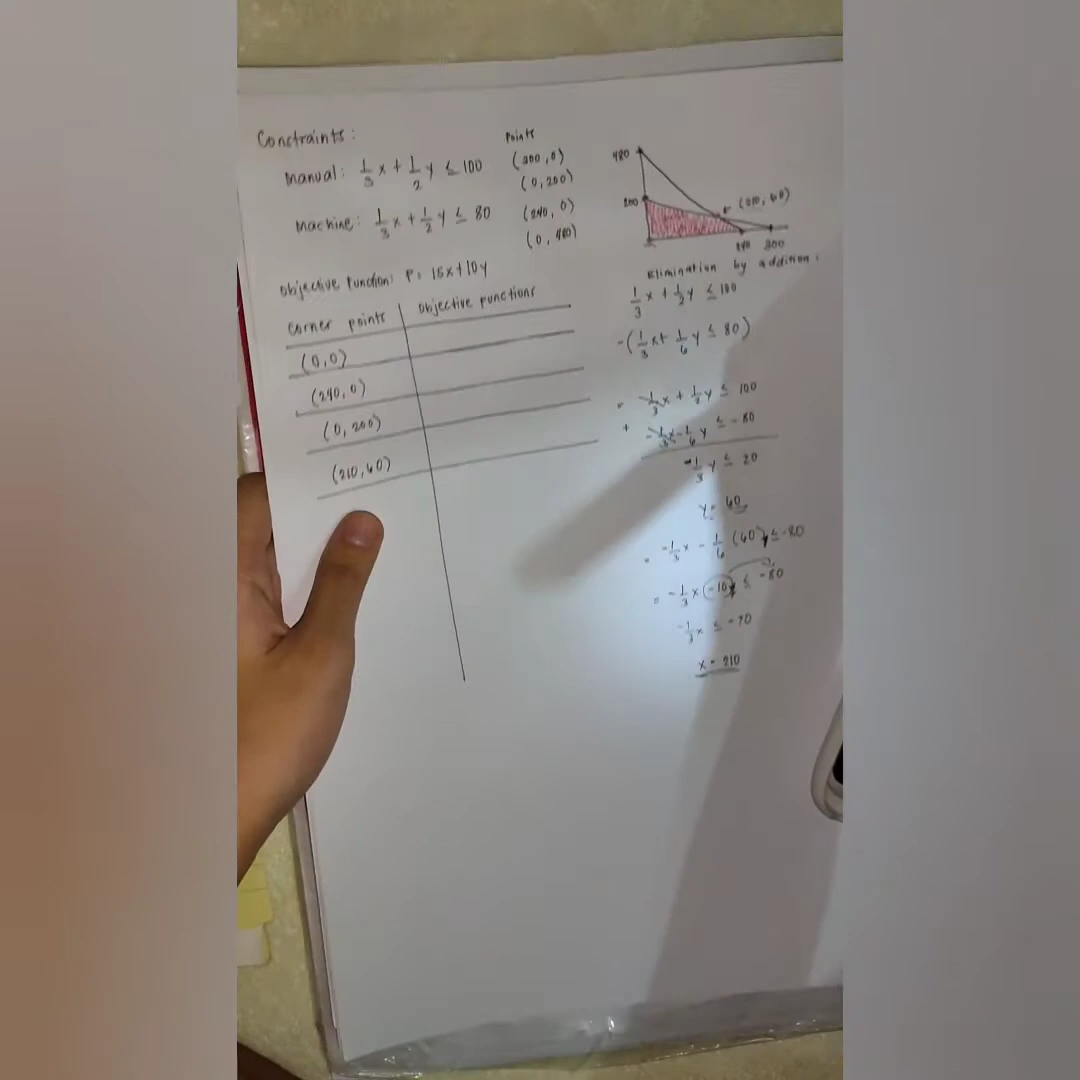 Constraints:
Manual: 1/3 x + 1/2 y ≤ 100
Machine: 1/3 x + 1/2 y ≤ 80
Points
(300, 0)
(0, 200)
(240, 0)
(0, 480)
Objective Function: P = 15x + 10y
Corner points Objective Functions
(0,0)
(240, 0)
(0, 200)
(210, 60)
480
200
(210, 60)
240 300
Elimination by addition:
1/3 x + 1/2 y ≤ 100
-(1/3 x + 1/6 y ≤ 80)
= 1/3 x + 1/2 y ≤ 100
+ -1/3 x - 1/6 y ≤ -80
1/3 y ≤ 20
y = 60
= -1/3 x - 1/6 (60) ≤ -80
= -1/3 x -10 ≤ -80
-1/3 x ≤ -70
x = 210